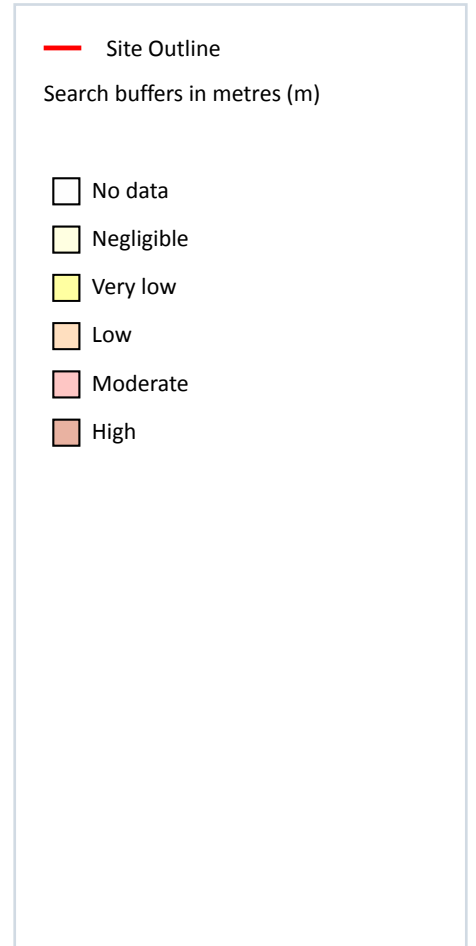 Site Outline
Search buffers in metres (m)
No data
Negligible
Very low
Low
Moderate
High